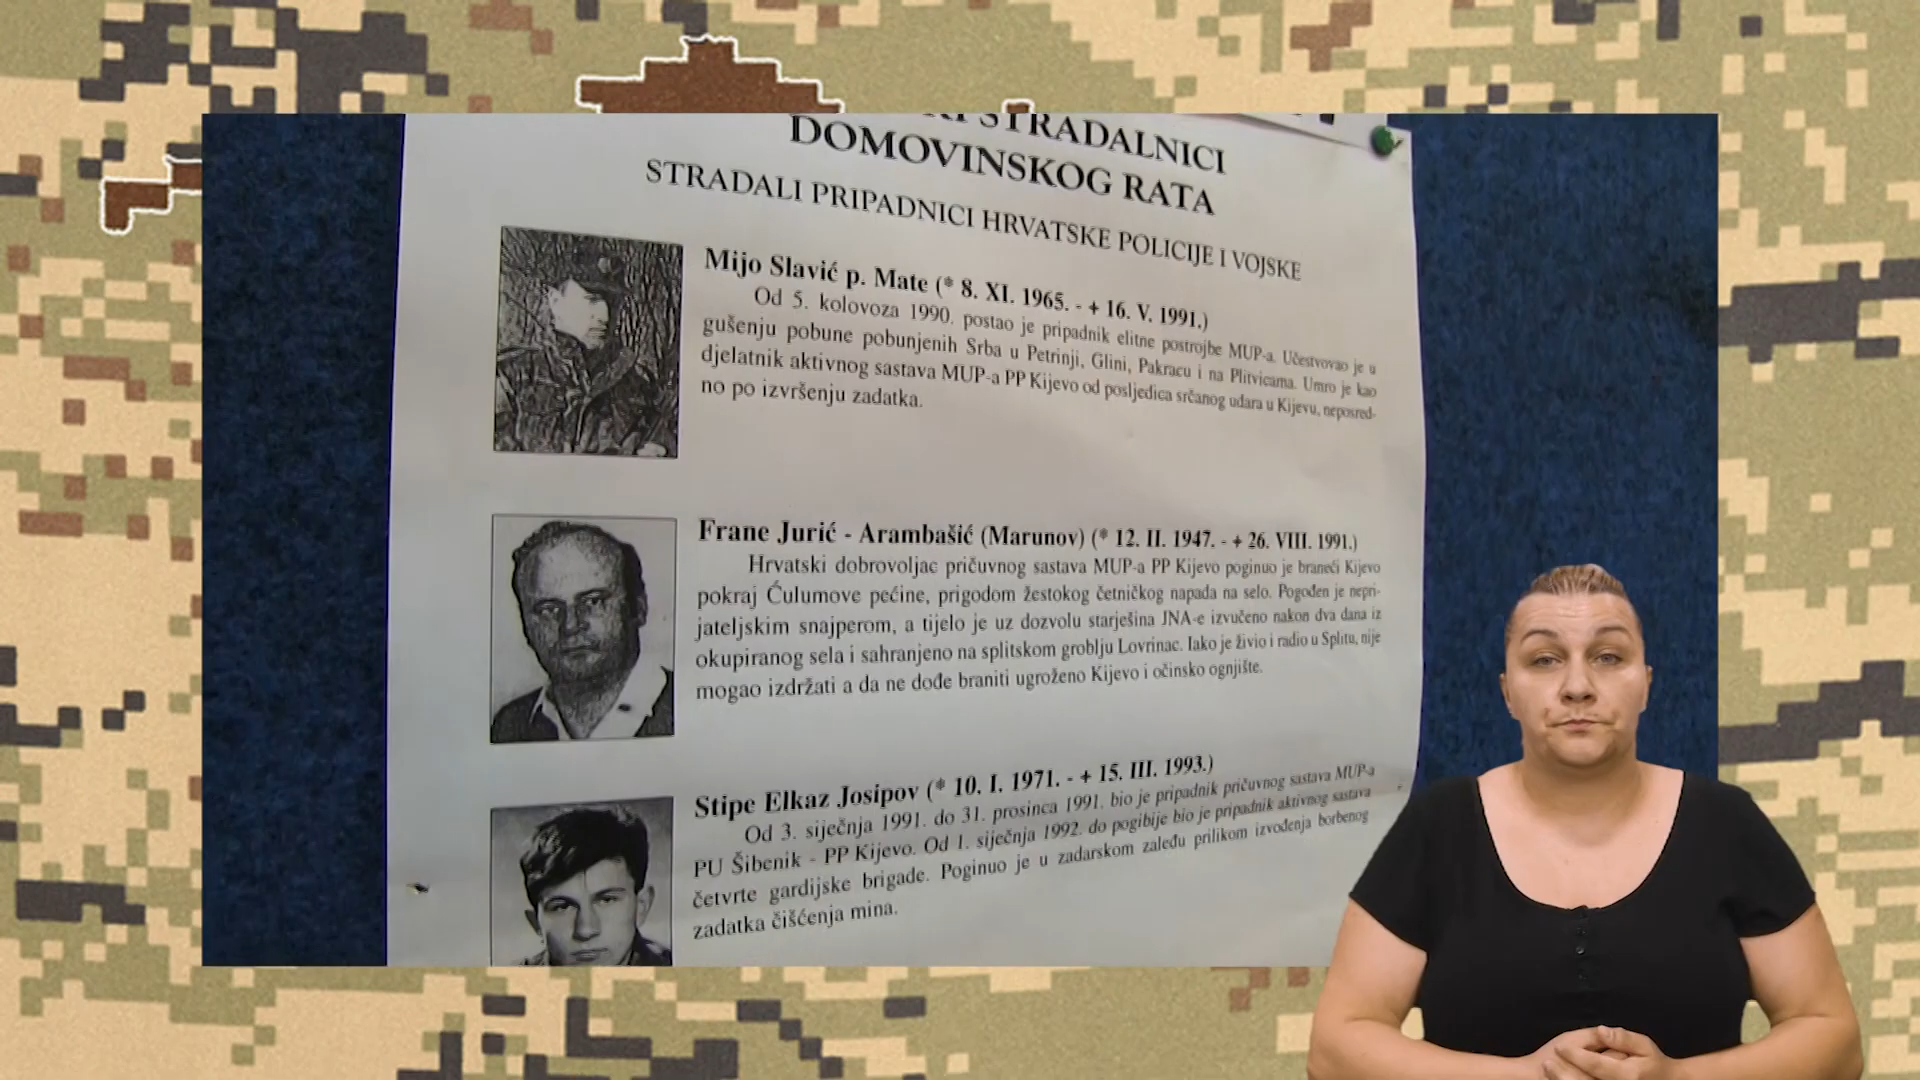 STRADALNICI
DOMOVINSKOG RATA
STRADALI PRIPADNICI HRVATSKE POLICIJE I VOJSKE
Mijo Slavić p. Mate (* 8. XI. 1965. - + 16. V. 1991.)
Od 5. kolovoza 1990. postao je pripadnik elitne postrojbe MUP-a. Učestvovao je u
gušenju pobune pobunjenih Srba u Petrinji, Glini, Pakracu i na Plitvicama. Umro je kao
djelatnik aktivnog sastava MUP-a PP Kijevo od posljedica srčanog udara u Kijevu, neposred-
no po izvršenju zadatka.
Frane Jurić - Arambašić (Marunov) (* 12. II. 1947. - + 26. VIII. 1991.)
Hrvatski dobrovoljac pričuvnog sastava MUP-a PP Kijevo poginuo je braneći Kijevo
pokraj Ćulumove pećine, prigodom žestokog četničkog napada na selo. Pogođen je nepri-
jateljskim snajperom, a tijelo je uz dozvolu starješina JNA-e izvučeno nakon dva dana iz
okupiranog sela i sahranjeno na splitskom groblju Lovrinac. Iako je živio i radio u Splitu, nije
mogao izdržati a da ne dođe braniti ugroženo Kijevo i očinsko ognjište.
Stipe Elkaz Josipov (* 10. I. 1971. - + 15. III. 1993.)
Od 3. siječnja 1991. do 31. prosinca 1991. bio je pripadnik pričuvnog sastava MUP-a
PU Šibenik - PP Kijevo. Od 1. siječnja 1992. do pogibije bio je pripadnik aktivnog sastava
četvrte gardijske brigade. Poginuo je u zadarskom zaleđu prilikom izvođenja borbenog
zadatka čišćenja mina.